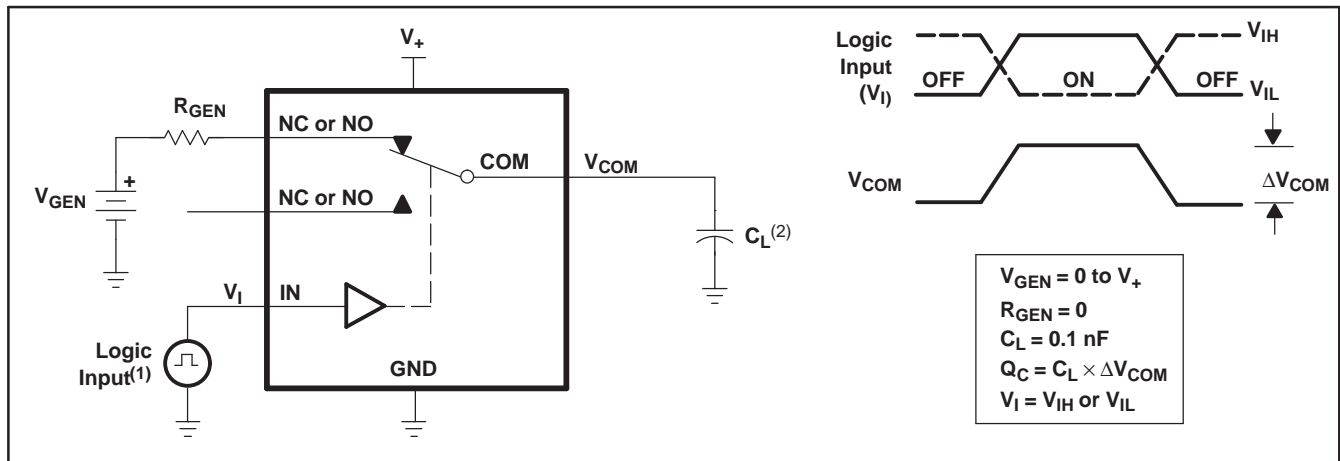 V+
RGEN
NC or NO
COM
VCOM
VGEN
+
NC or NO
CL(2)
VI
IN
Logic
Input(1)
GND
Logic
Input
(VI)
VIH
OFF
ON
OFF
VIL
VCOM
ΔVCOM
VGEN = 0 to V+
RGEN = 0
CL = 0.1 nF
QC = CL × ΔVCOM
VI = VIH or VIL